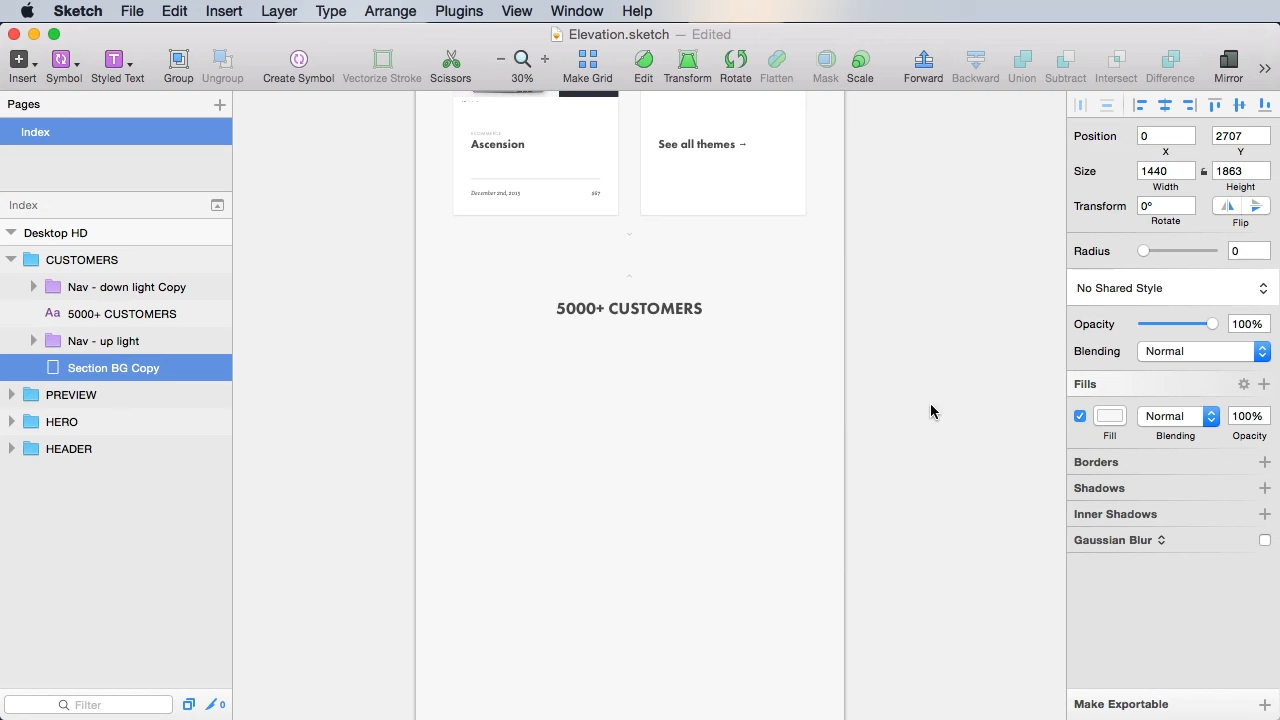 Sketch File Edit Insert Layer Type Arrange Plugins View Window Help
Elevation.sketch — Edited
Insert Symbol Styled Text Group Ungroup Create Symbol Vectorize Stroke Scissors 30% Make Grid Edit Transform Rotate Flatten Mask Scale Forward Backward Union Subtract Intersect Difference Mirror
Pages
Index
Index
Desktop HD
CUSTOMERS
Nav - down light Copy
Aa 5000+ CUSTOMERS
Nav - up light
Section BG Copy
PREVIEW
HERO
HEADER
Filter
0
ECOMMERCE
Ascension
December 2nd, 2015 $67
See all themes →
5000+ CUSTOMERS
Position 0 2707
X Y
Size 1440 1863
Width Height
Transform 0°
Rotate Flip
Radius 0
No Shared Style
Opacity 100%
Blending Normal
Fills
Normal 100%
Fill Blending Opacity
Borders
Shadows
Inner Shadows
Gaussian Blur
Make Exportable